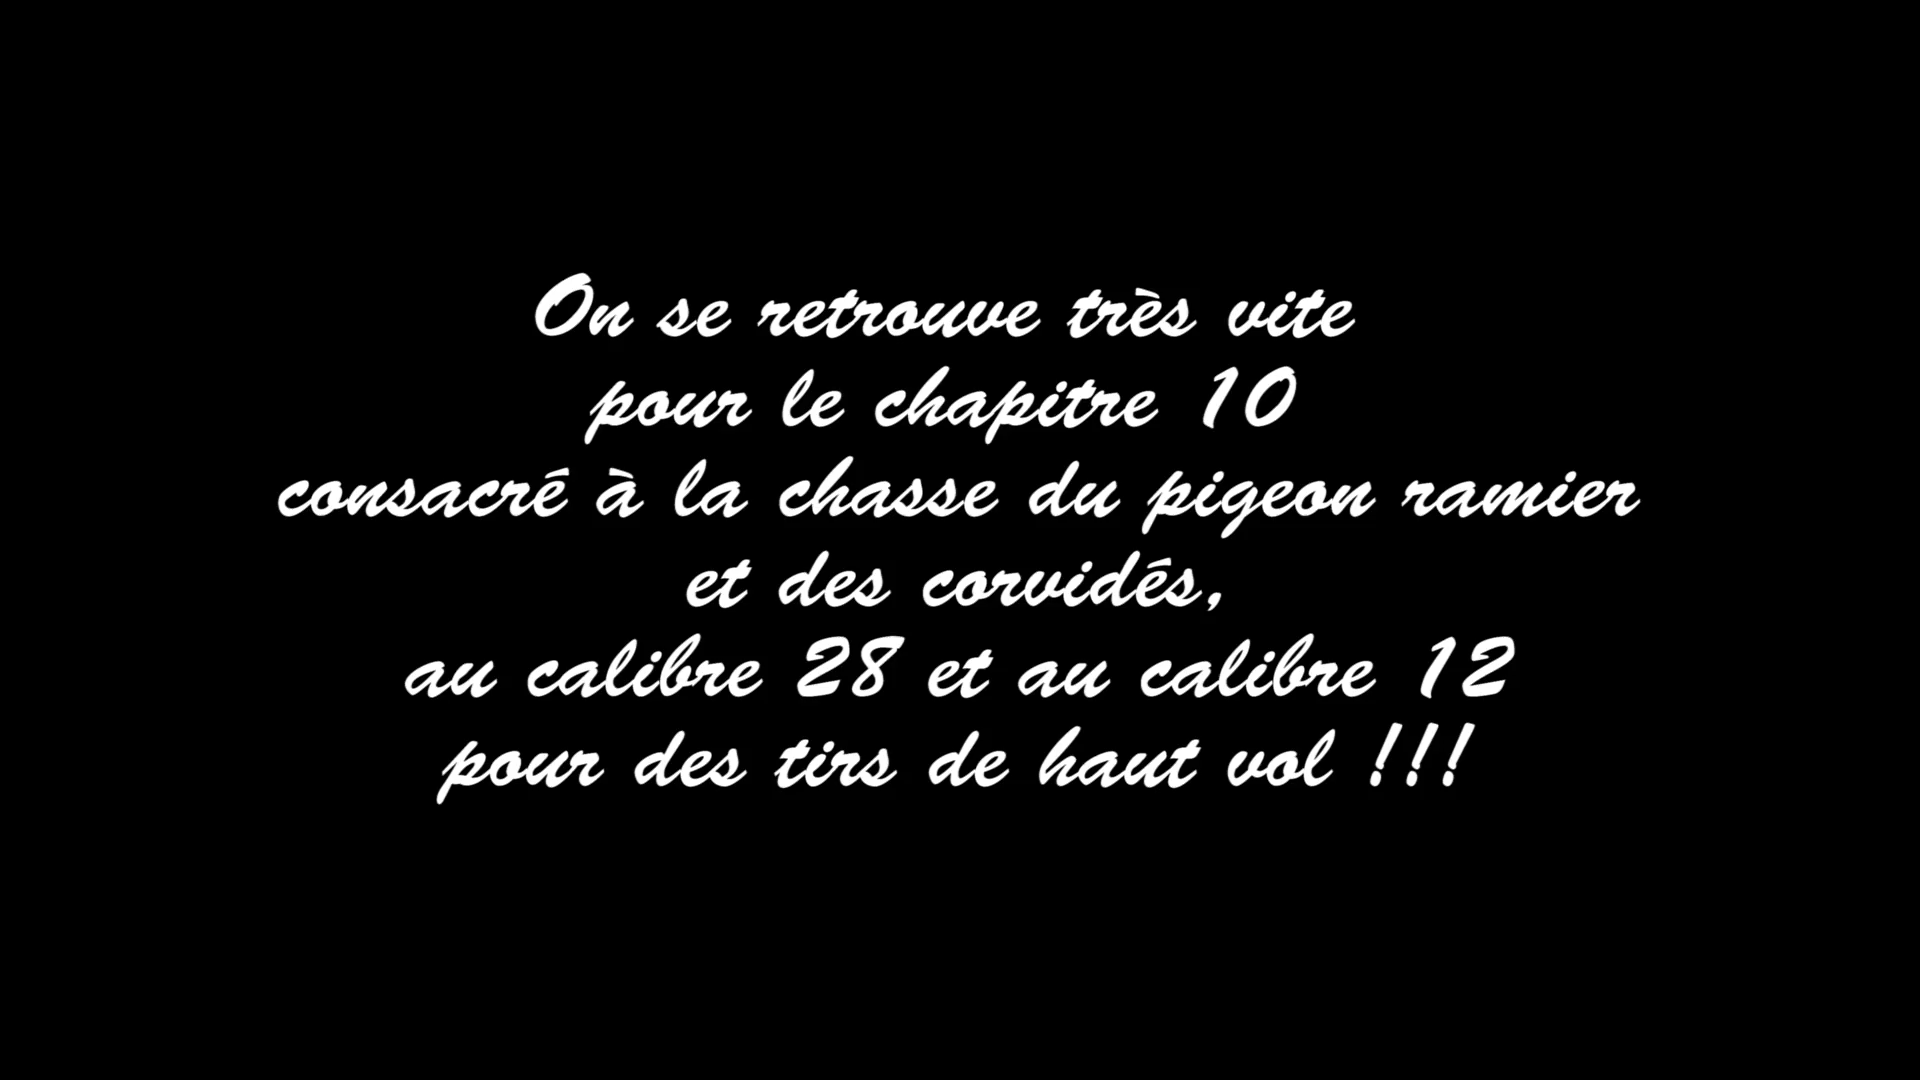 On se retrouve très vite
pour le chapitre 10
consacré à la chasse du pigeon ramier
et des corvidés,
au calibre 28 et au calibre 12
pour des tirs de haut vol !!!